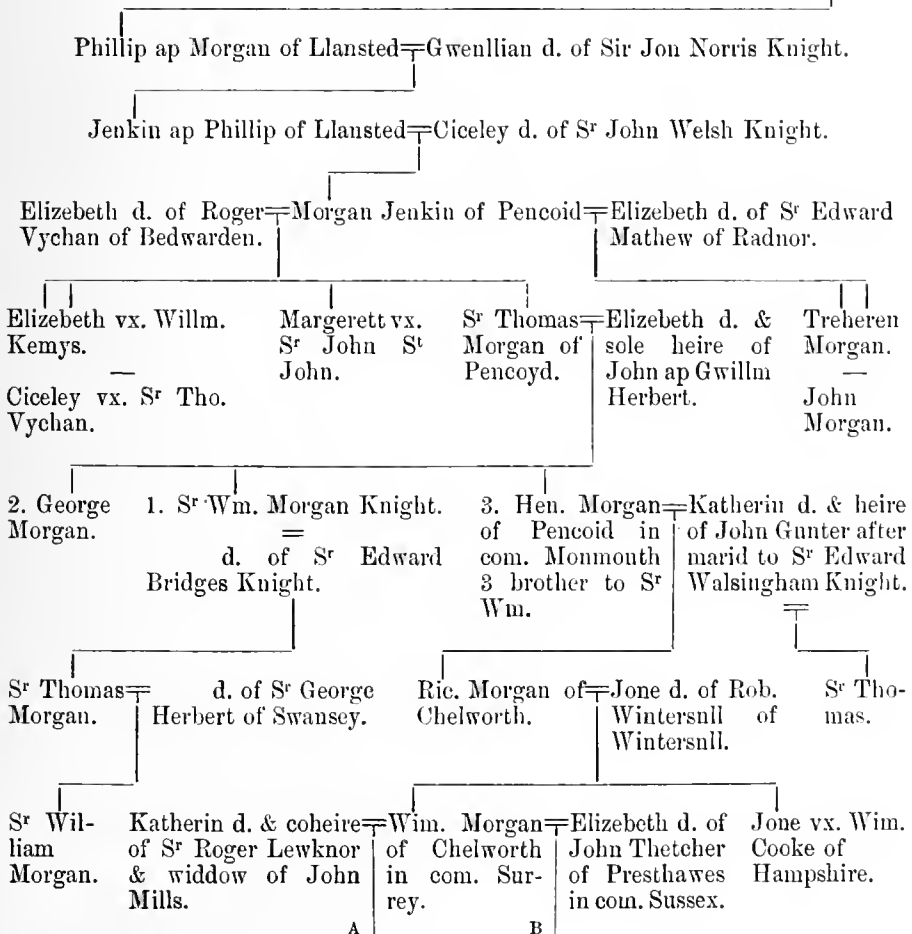 Phillip ap Morgan of Llansted=Gwenllian d. of Sir Jon Norris Knight.
Jenkin ap Phillip of Llansted=Ciceley d. of Sʳ John Welsh Knight.
Elizebeth d. of Roger=Morgan Jenkin of Pencoid=Elizebeth d. of Sʳ Edward
Vychan of Bedwarden.
Mathew of Radnor.
Elizebeth vx. Willm.
Kemys.
—
Ciceley vx. Sʳ Tho.
Vychan.
Margerett vx.
Sʳ John Sᵗ
John.
Sʳ Thomas=
Morgan of
Pencoyd.
Elizebeth d. &
sole heire of
John ap Gwillm
Herbert.
Treheren
Morgan.
—
John
Morgan.
2. George
Morgan.
1. Sʳ Wm. Morgan Knight.
=
d. of Sʳ Edward
Bridges Knight.
3. Hen. Morgan=
of Pencoid in
com. Monmouth
3 brother to Sʳ
Wm.
Katherin d. & heire
of John Gunter after
marid to Sʳ Edward
Walsingham Knight.
=
Sʳ Thomas=
Morgan.
d. of Sʳ George
Herbert of Swansey.
Ric. Morgan of=
Chelworth.
Jone d. of Rob.
Wintersull of
Wintersull.
Sʳ Tho-
mas.
Sʳ Wil-
liam
Morgan.
Katherin d. & coheire=
of Sʳ Roger Lewknor
& widdow of John
Mills.
Wim. Morgan=
of Chelworth
in com. Sur-
rey.
Elizebeth d. of
John Thetcher
of Presthawes
in com. Sussex.
Jone vx. Wim.
Cooke of
Hampshire.
A
B